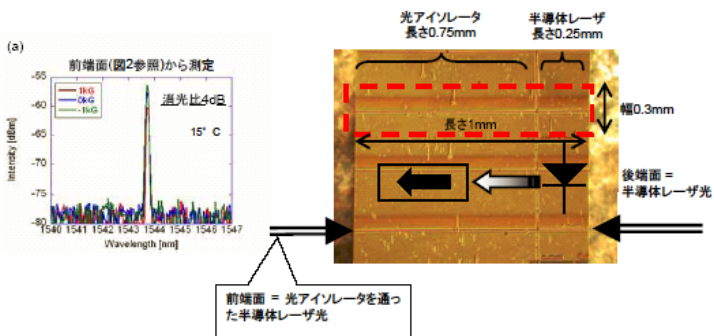 (a)
前端面(図2参照)から測定
-55
-60
-65
-70
-75
-80
Intensity [dBm]
1kG
0kG
-1kG
消光比4dB
15° C
1540 1541 1542 1543 1544 1545 1546 1547
Wavelength [nm]
光アイソレータ
長さ0.75mm
半導体レーザ
長さ0.25mm
幅0.3mm
長さ1mm
後端面 =
半導体レーザ光
前端面 = 光アイソレータを通っ
た半導体レーザ光